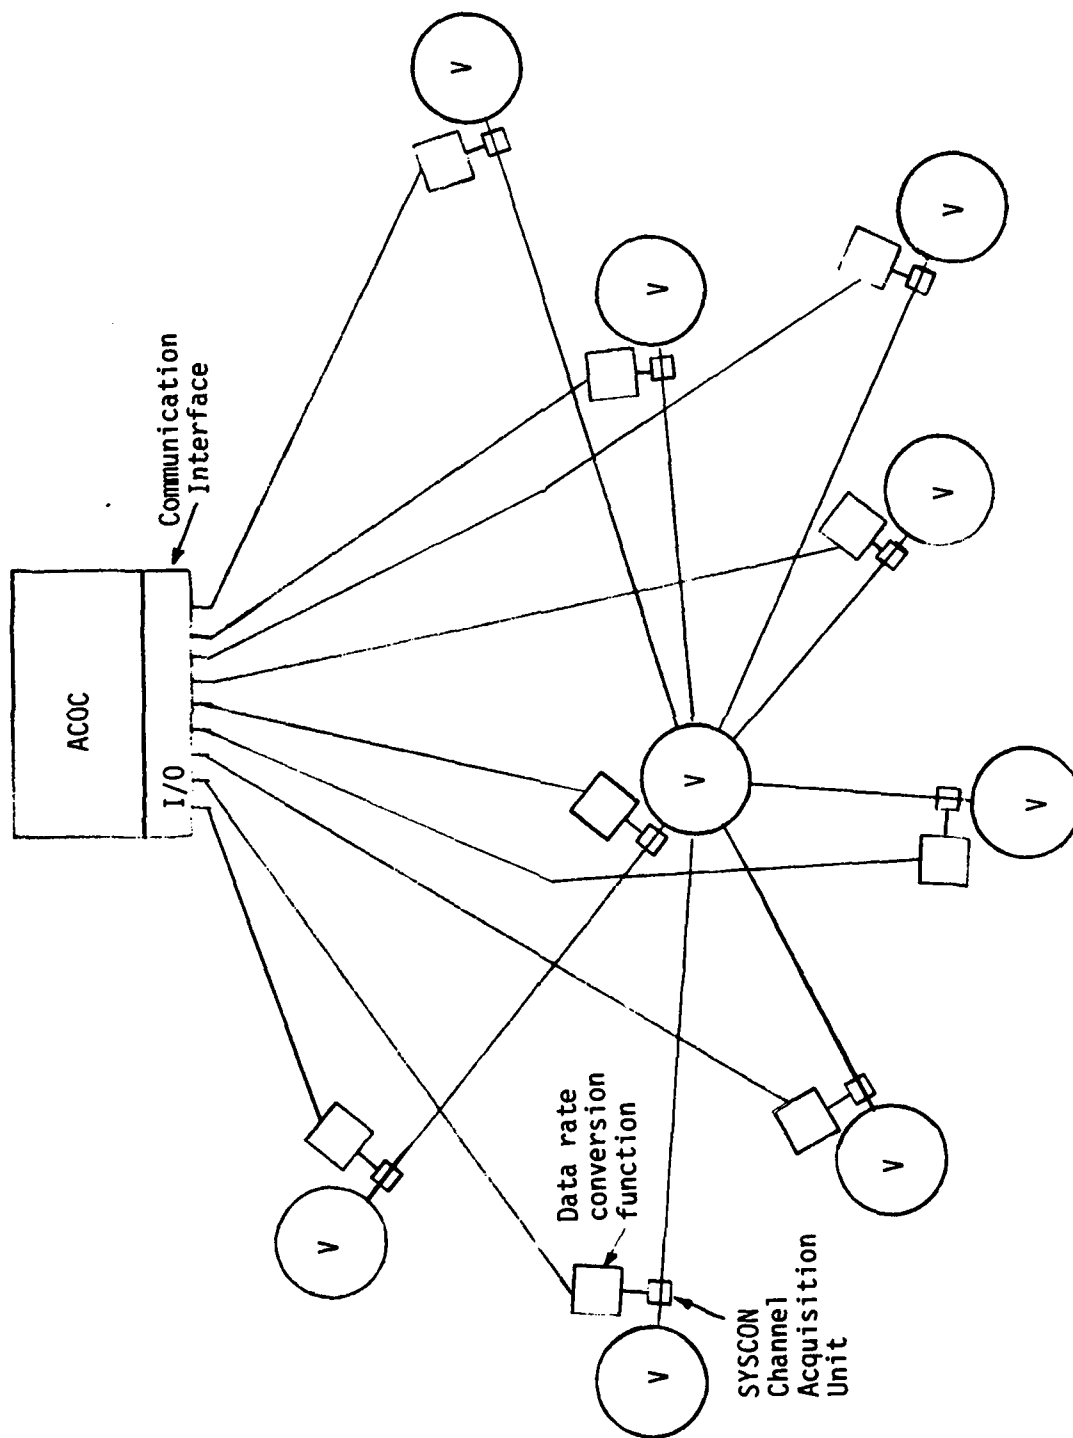 ACOC
I/O
Communication
Interface
V
V
V
V
V
V
V
V
V
Data rate
conversion
function
SYSCON
Channel
Acquisition
Unit